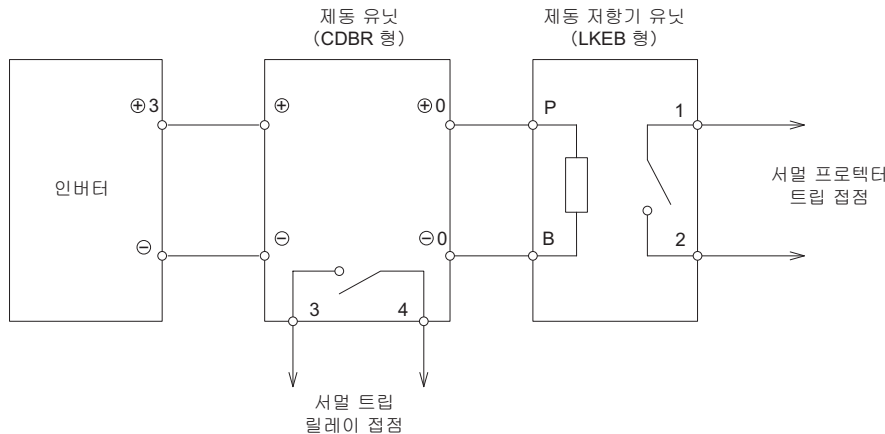 제동 유닛
(CDBR 형)
제동 저항기 유닛
(LKEB 형)
인버터
⊕3
⊖
⊕
⊖
⊕0
⊖0
3
4
P
B
1
2
서멀 프로텍터
트립 접점
서멀 트립
릴레이 접점